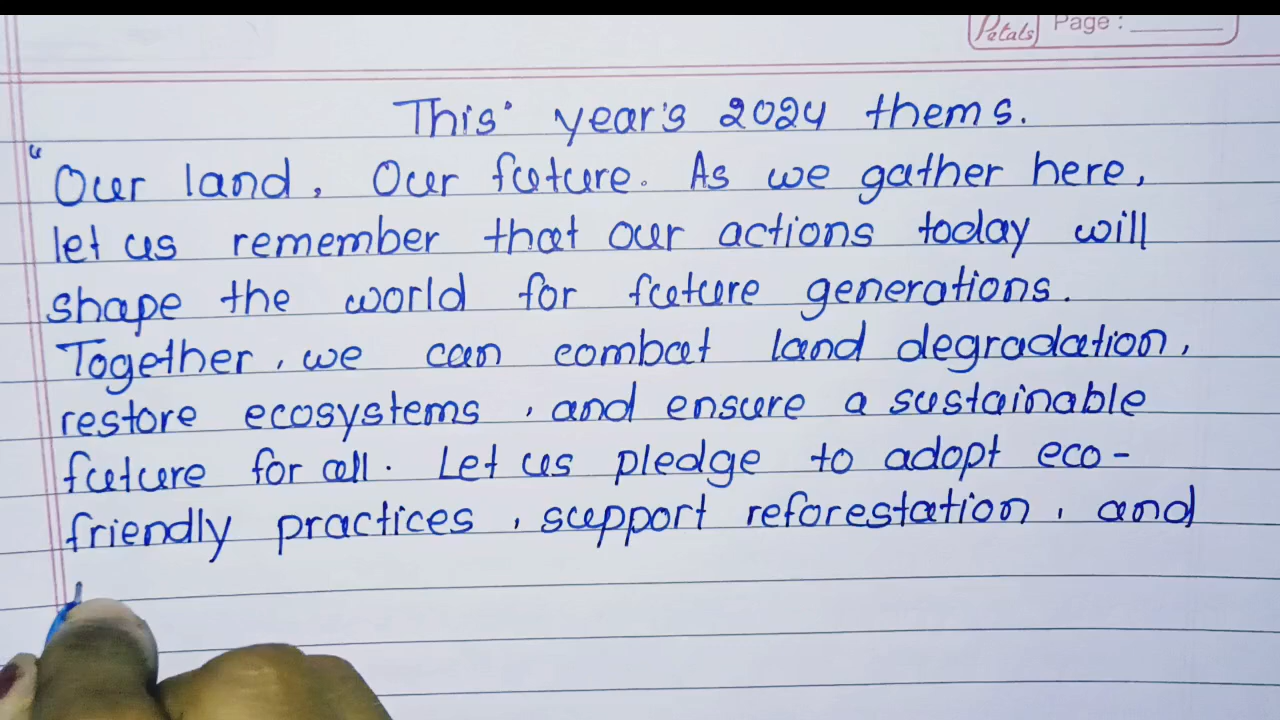 Petals Page :
This year's 2024 thems.
"Our land, Our future. As we gather here,
let us remember that our actions today will
shape the world for future generations.
Together, we can combat land degradation,
restore ecosystems, and ensure a sustainable
future for all. Let us pledge to adopt eco-
friendly practices, support reforestation, and